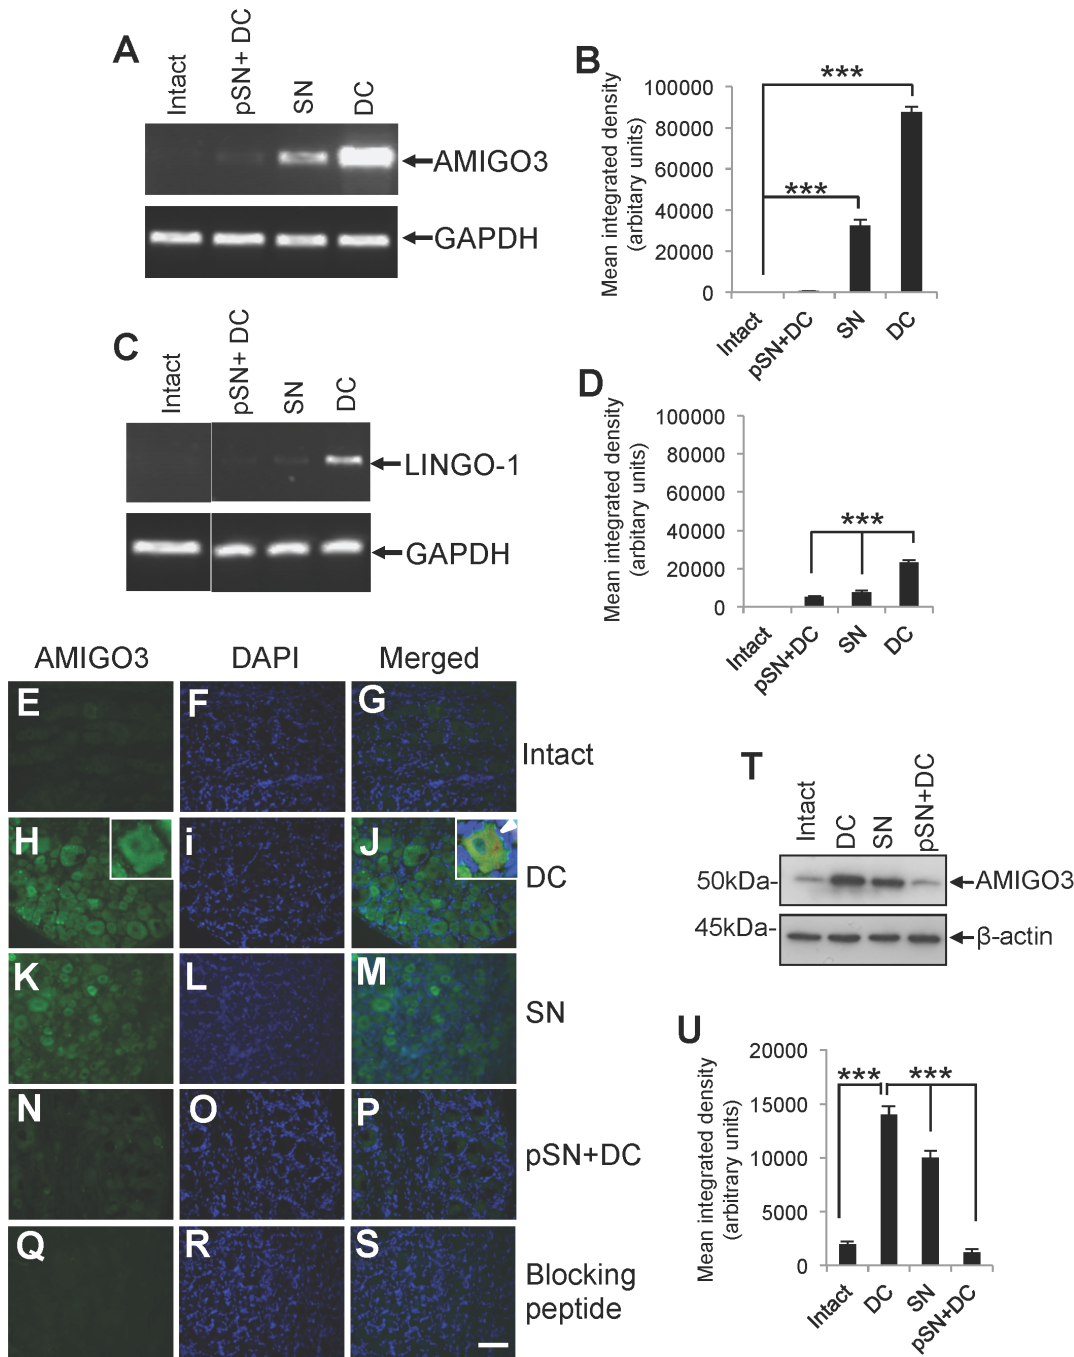 A
Intact
pSN+ DC
SN
DC
AMIGO3
GAPDH
B
Mean integrated density
(arbitary units)
100000
80000
60000
40000
20000
0
***
***
Intact
pSN+DC
SN
DC
C
Intact
pSN+ DC
SN
DC
LINGO-1
GAPDH
D
Mean integrated density
(arbitary units)
100000
80000
60000
40000
20000
0
***
Intact
pSN+DC
SN
DC
AMIGO3 DAPI Merged
E F G Intact
H i J DC
K L M SN
N O P pSN+DC
Q R S Blocking
peptide
T
Intact
DC
SN
pSN+DC
50kDa- AMIGO3
45kDa- β-actin
U
Mean integrated density
(arbitrary units)
20000
15000
10000
5000
0
*** ***
Intact
DC
SN
pSN+DC